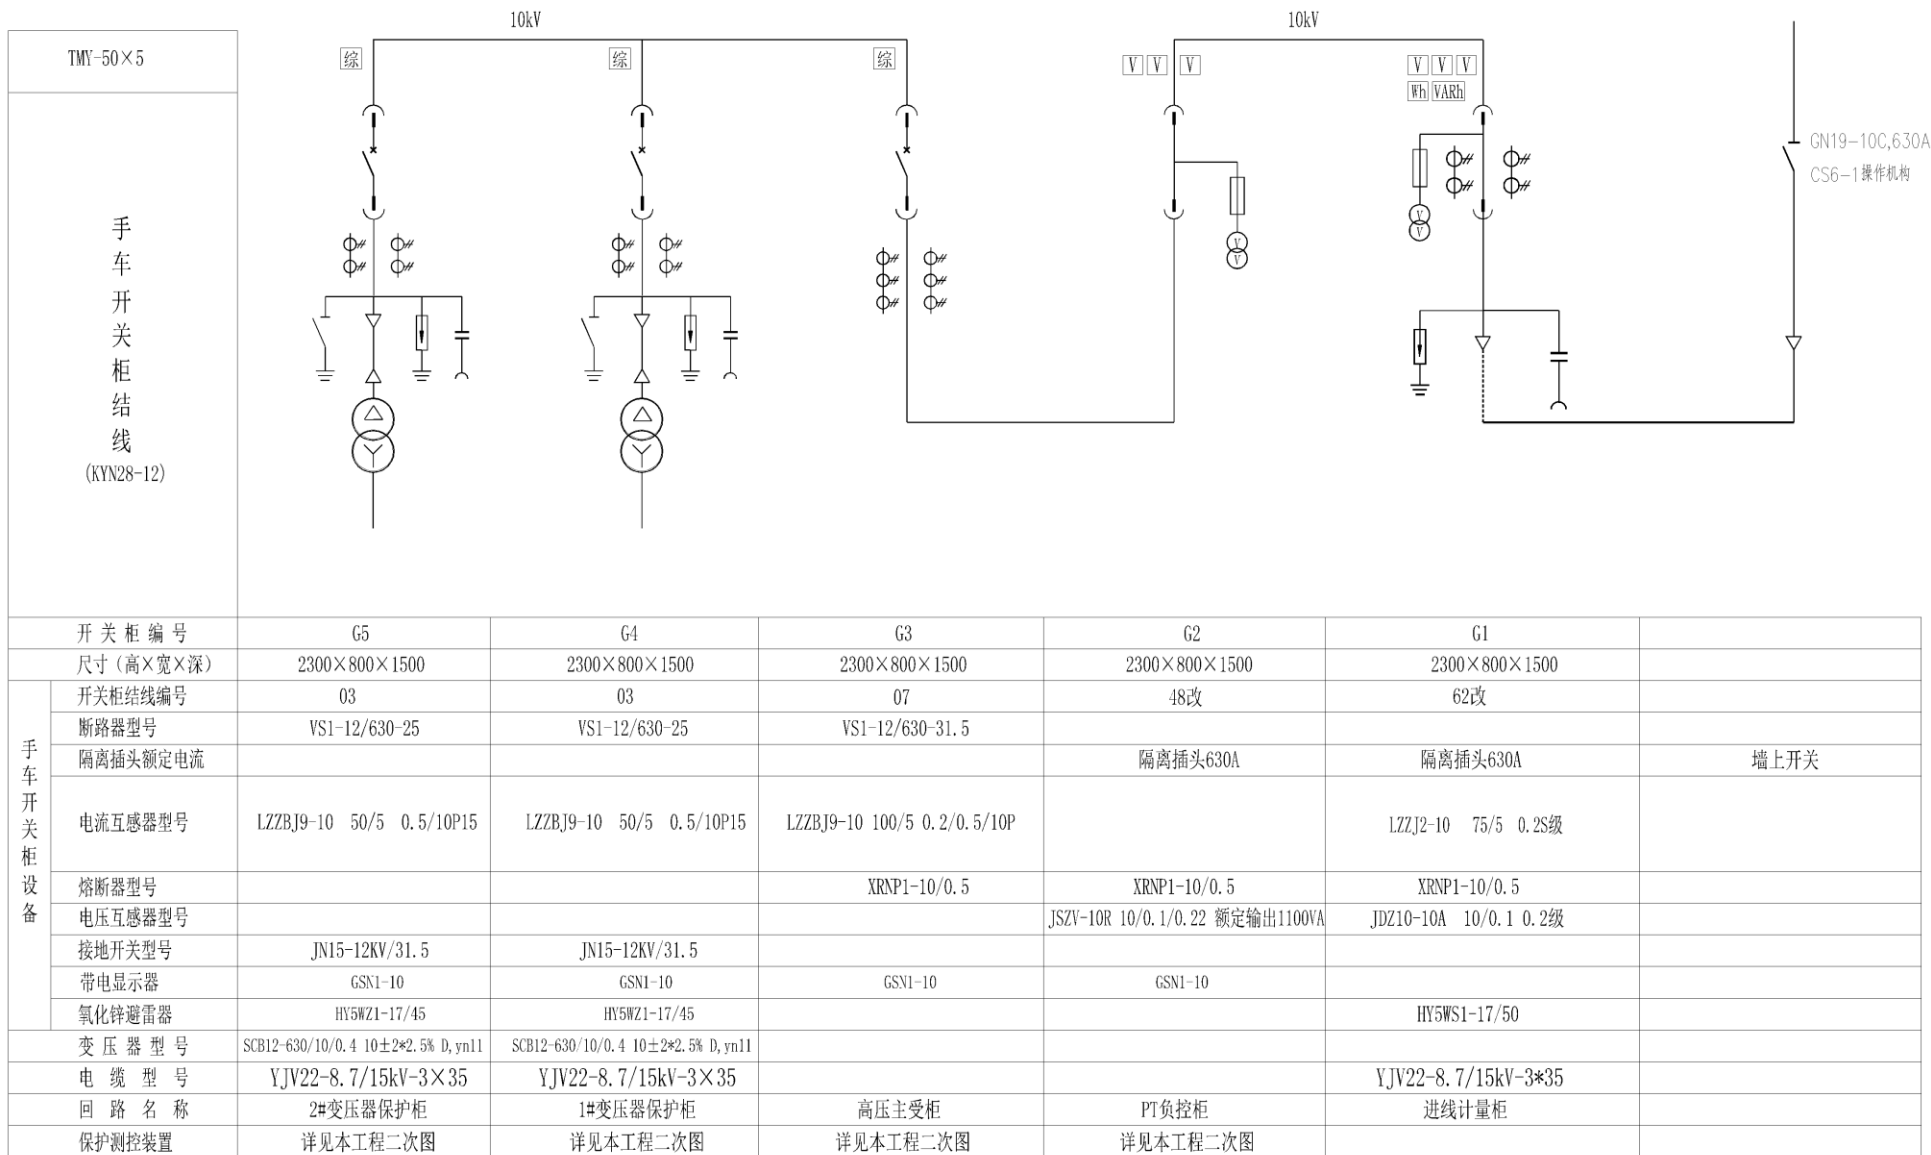 10kV 10kV
TMY-50×5
综 综 综 V V V V V V
Wh VARh
GN19-10C,630A
CS6-1操作机构
V V
V V
手车开关柜结线
(KYN28-12)
开关柜编号 G5 G4 G3 G2 G1
尺寸(高×宽×深) 2300×800×1500 2300×800×1500 2300×800×1500 2300×800×1500 2300×800×1500
手车开关柜设备
开关柜结线编号 03 03 07 48改 62改
断路器型号 VS1-12/630-25 VS1-12/630-25 VS1-12/630-31.5
隔离插头额定电流 隔离插头630A 隔离插头630A 墙上开关
电流互感器型号 LZZBJ9-10 50/5 0.5/10P15 LZZBJ9-10 50/5 0.5/10P15 LZZBJ9-10 100/5 0.2/0.5/10P LZZJ2-10 75/5 0.2S级
熔断器型号 XRNP1-10/0.5 XRNP1-10/0.5 XRNP1-10/0.5
电压互感器型号 JSZV-10R 10/0.1/0.22 额定输出1100VA JDZ10-10A 10/0.1 0.2级
接地开关型号 JN15-12KV/31.5 JN15-12KV/31.5
带电显示器 GSN1-10 GSN1-10 GSN1-10 GSN1-10
氧化锌避雷器 HY5WZ1-17/45 HY5WZ1-17/45 HY5WS1-17/50
变压器型号 SCB12-630/10/0.4 10±2*2.5% D,yn11 SCB12-630/10/0.4 10±2*2.5% D,yn11
电缆型号 YJV22-8.7/15kV-3×35 YJV22-8.7/15kV-3×35 YJV22-8.7/15kV-3*35
回路名称 2#变压器保护柜 1#变压器保护柜 高压主受柜 PT负控柜 进线计量柜
保护测控装置 详见本工程二次图 详见本工程二次图 详见本工程二次图 详见本工程二次图